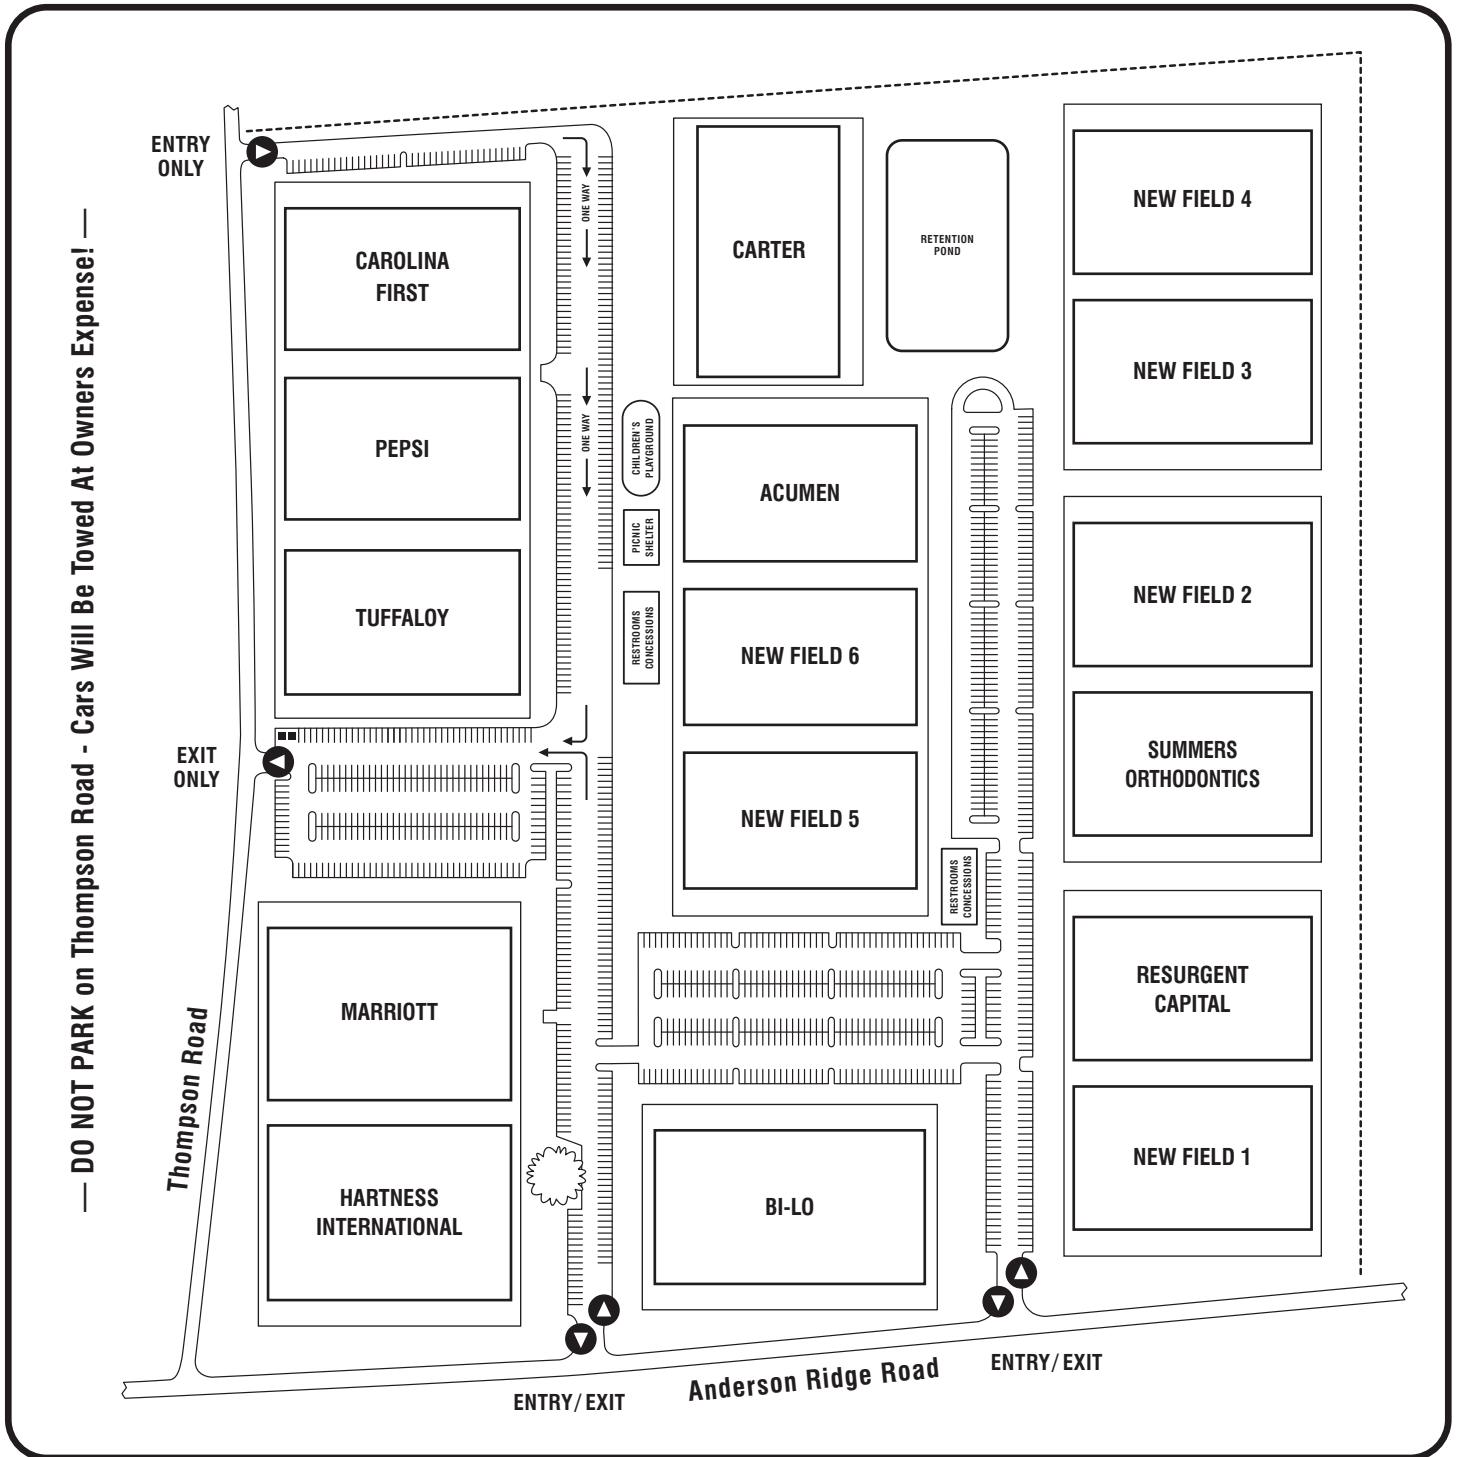 ENTRY
ONLY
— DO NOT PARK on Thompson Road - Cars Will Be Towed At Owners Expense! —
CAROLINA
FIRST
PEPSI
TUFFALOY
ONE WAY
ONE WAY
CARTER
RETENTION
POND
NEW FIELD 4
NEW FIELD 3
CHILDREN'S
PLAYGROUND
PICNIC
SHELTER
RESTROOMS
CONCESSIONS
ACUMEN
NEW FIELD 6
NEW FIELD 5
NEW FIELD 2
SUMMERS
ORTHODONTICS
EXIT
ONLY
RESTROOMS
CONCESSIONS
MARRIOTT
HARTNESS
INTERNATIONAL
Thompson Road
BI-LO
RESURGENT
CAPITAL
NEW FIELD 1
ENTRY/EXIT
Anderson Ridge Road
ENTRY/EXIT